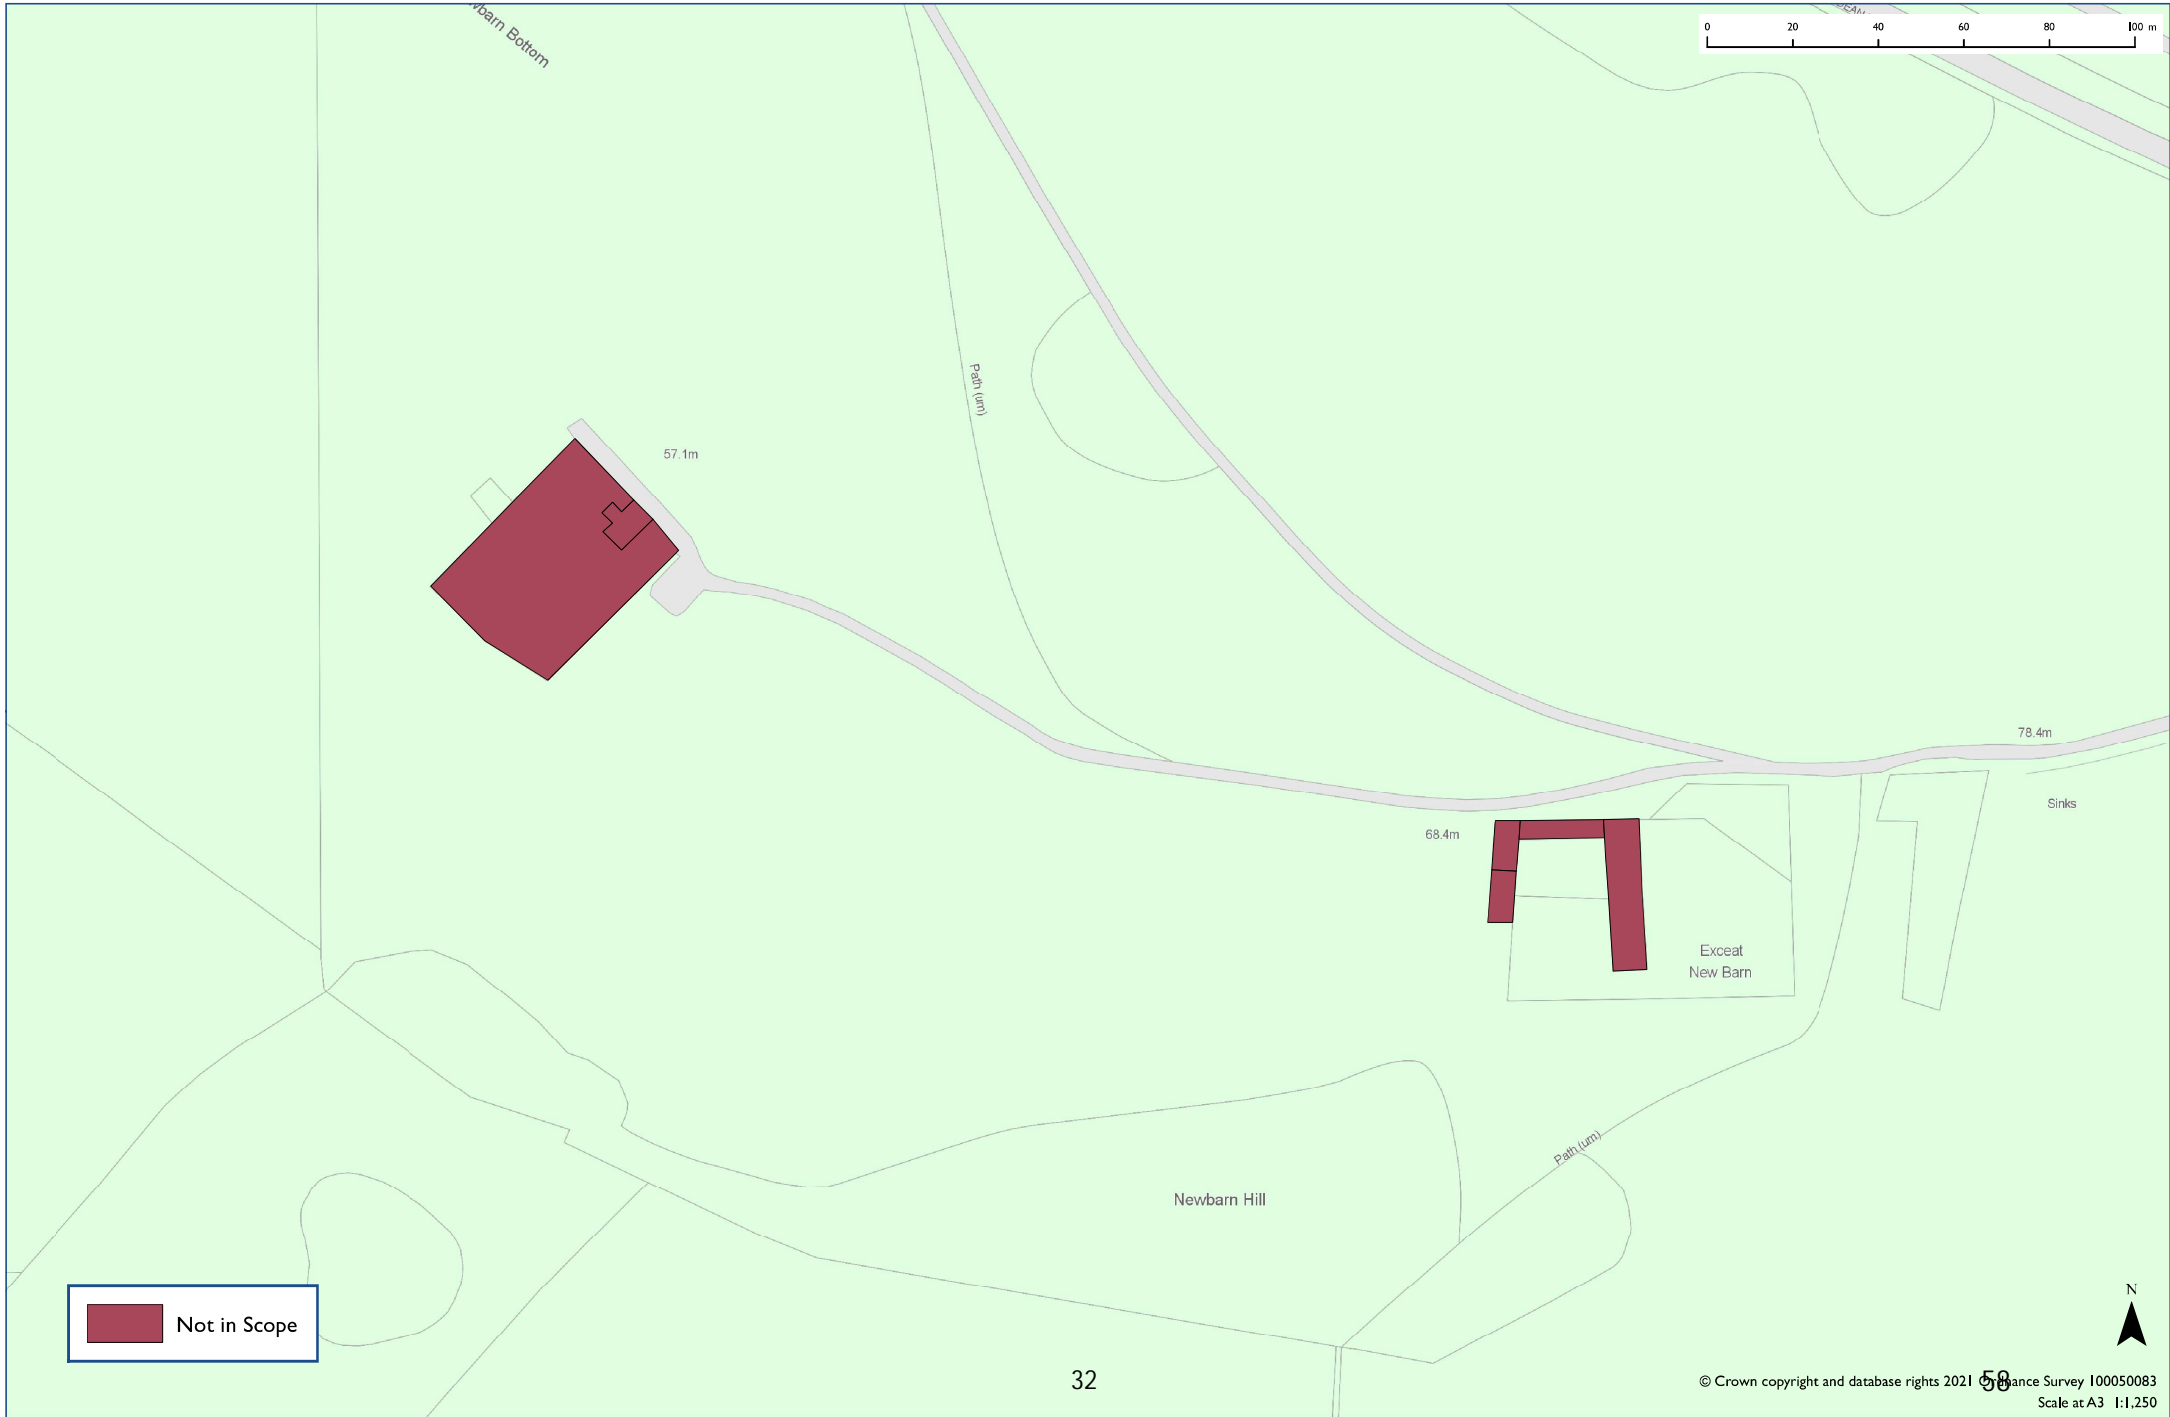 Bottom
0 20 40 60 80 100 m
Path (um)
57.1m
78.4m
Sinks
68.4m
Exceat
New Barn
Path (um)
Newbarn Hill
N
Not in Scope
32
58
© Crown copyright and database rights 2021 Ordnance Survey 100050083
Scale at A3 1:1,250